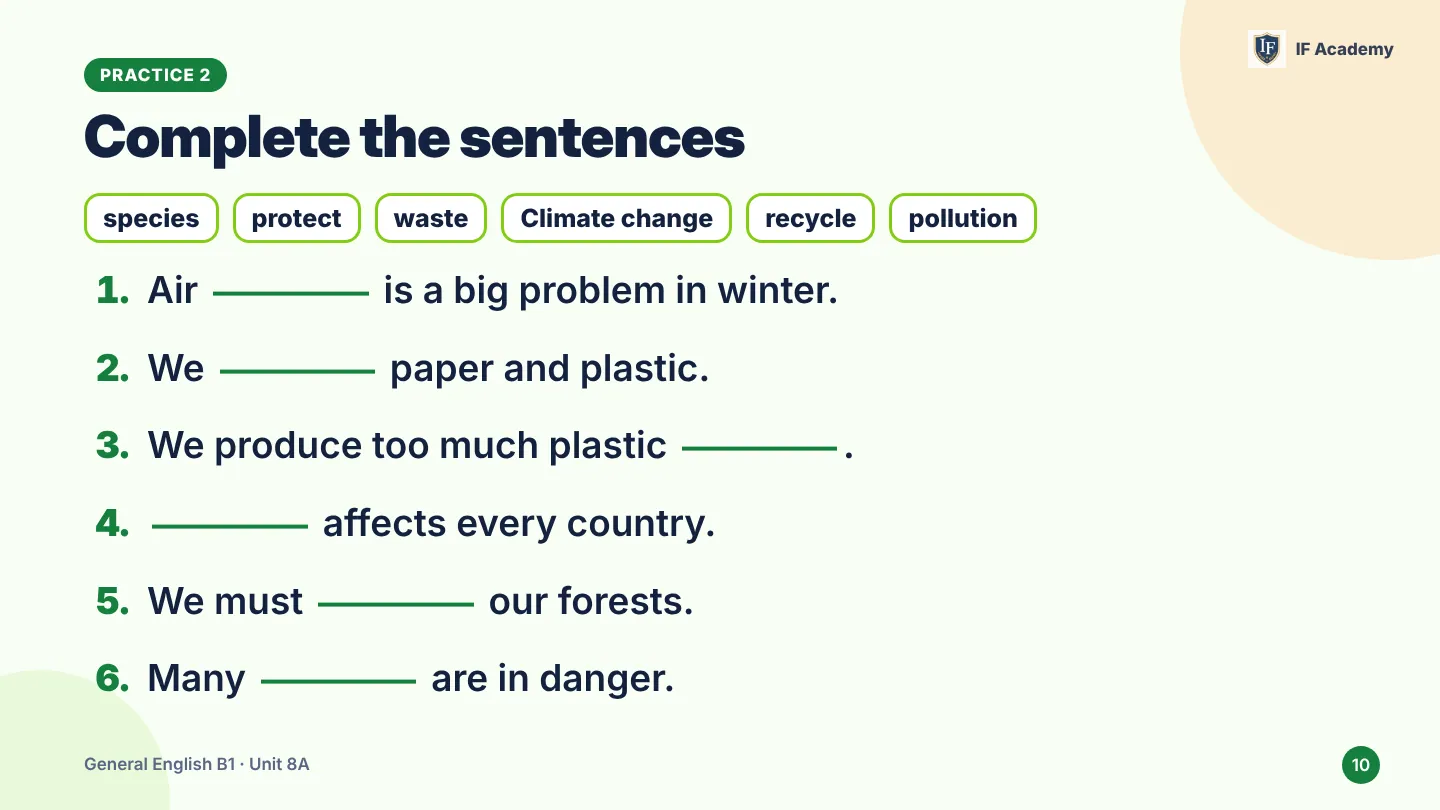 IF Academy
PRACTICE 2
Complete the sentences
species protect waste Climate change recycle pollution
1. Air ________ is a big problem in winter.
2. We ________ paper and plastic.
3. We produce too much plastic ________.
4. ________ affects every country.
5. We must ________ our forests.
6. Many ________ are in danger.
General English B1 · Unit 8A
10